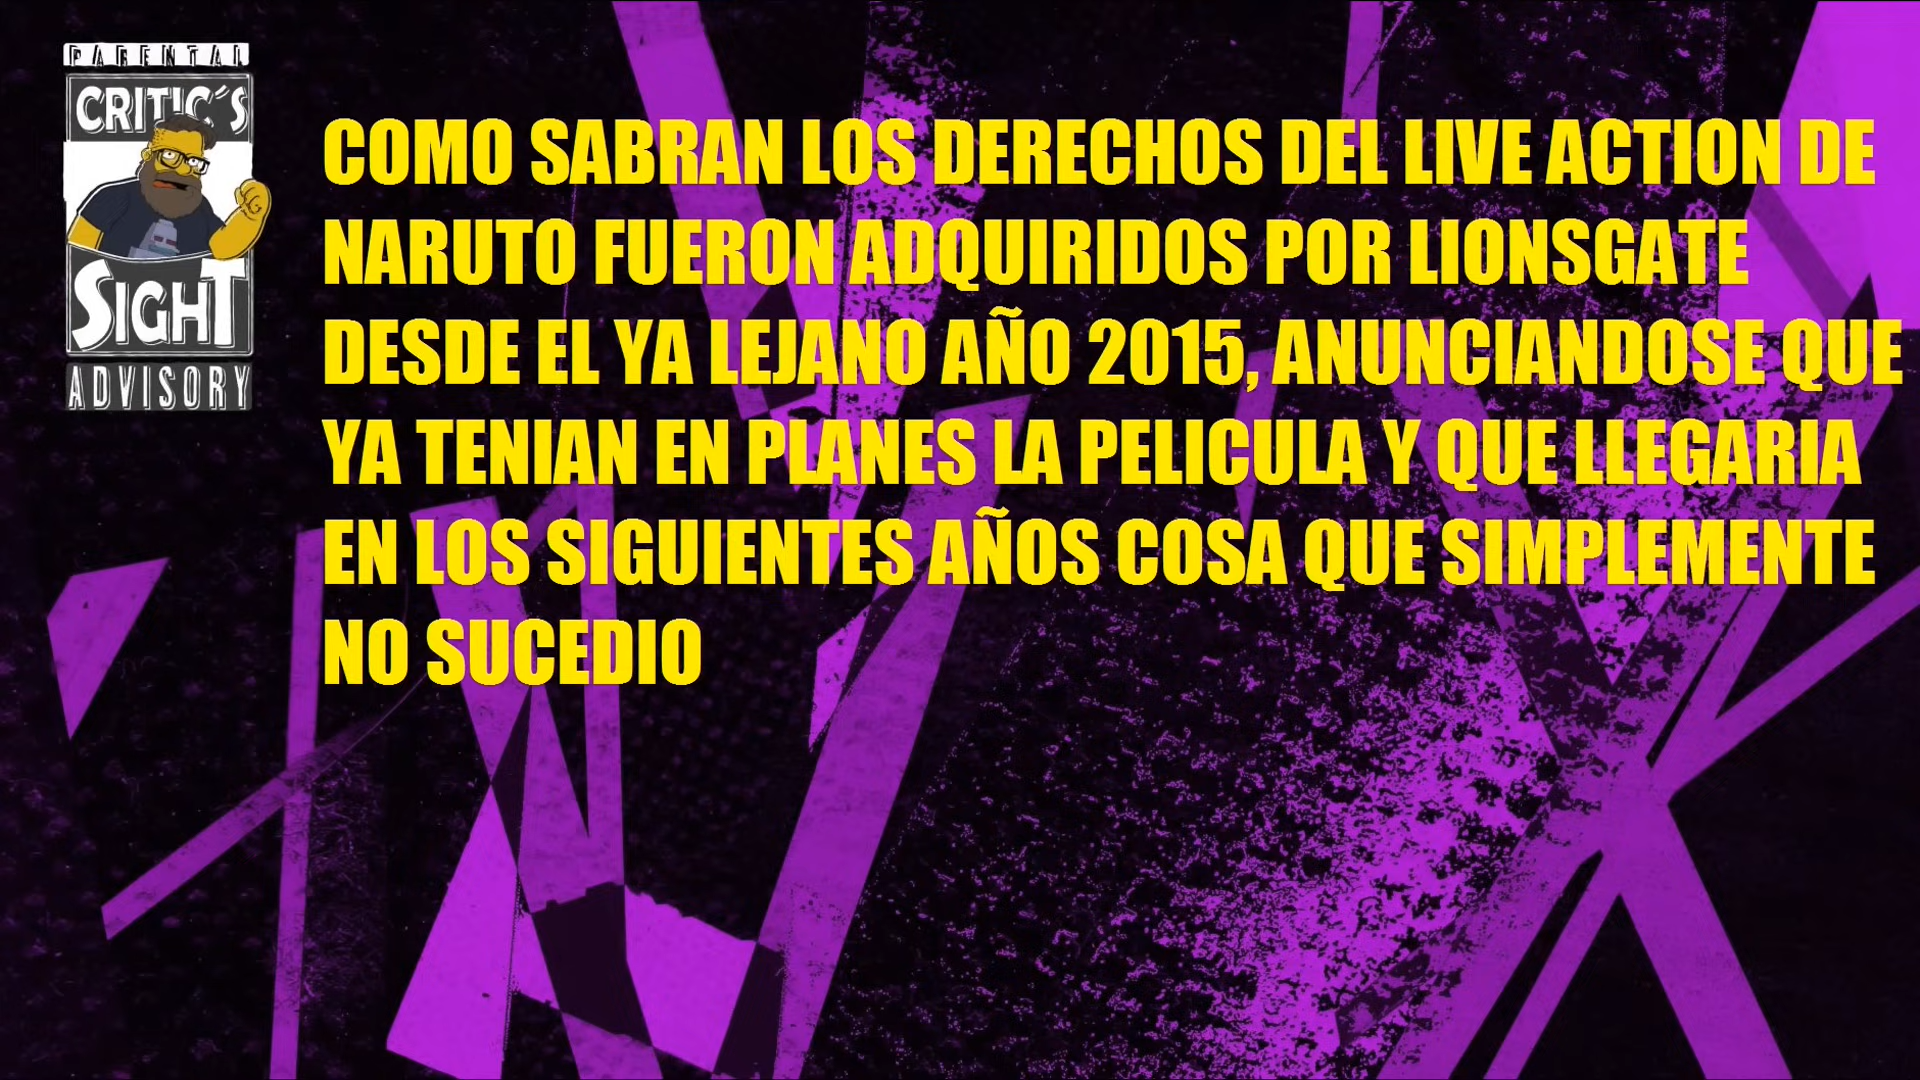 PARENTAL
CRITIC´S
SIGHT
ADVISORY
COMO SABRAN LOS DERECHOS DEL LIVE ACTION DE
NARUTO FUERON ADQUIRIDOS POR LIONSGATE
DESDE EL YA LEJANO AÑO 2015, ANUNCIANDOSE QUE
YA TENIAN EN PLANES LA PELICULA Y QUE LLEGARIA
EN LOS SIGUIENTES AÑOS COSA QUE SIMPLEMENTE
NO SUCEDIO